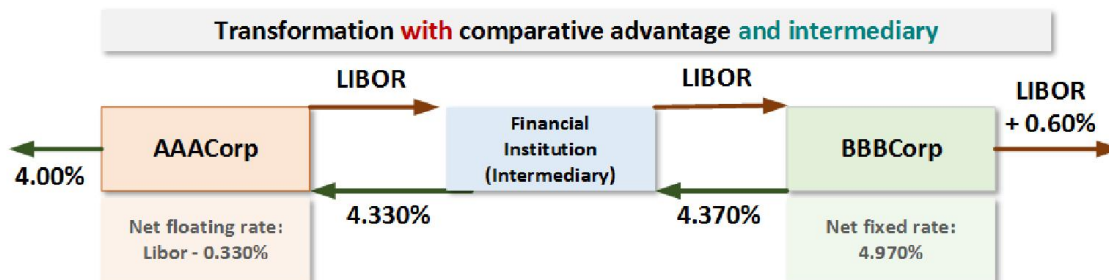 Transformation with comparative advantage and intermediary
LIBOR
LIBOR
LIBOR
+ 0.60%
AAACorp
Financial
Institution
(Intermediary)
BBBCorp
4.00%
4.330%
4.370%
Net floating rate:
Libor - 0.330%
Net fixed rate:
4.970%